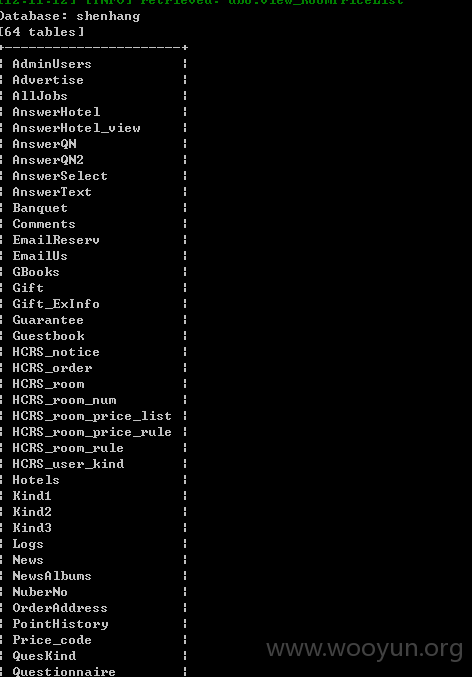 [12:11:12] [INFO] retrieved: dbo.View_RoomPriceList
Database: shenhang
[64 tables]
+----------------------+
¦ AdminUsers ¦
¦ Advertise ¦
¦ AllJobs ¦
¦ AnswerHotel ¦
¦ AnswerHotel_view ¦
¦ AnswerQN ¦
¦ AnswerQN2 ¦
¦ AnswerSelect ¦
¦ AnswerText ¦
¦ Banquet ¦
¦ Comments ¦
¦ EmailReserv ¦
¦ EmailUs ¦
¦ GBooks ¦
¦ Gift ¦
¦ Gift_ExInfo ¦
¦ Guarantee ¦
¦ Guestbook ¦
¦ HCRS_notice ¦
¦ HCRS_order ¦
¦ HCRS_room ¦
¦ HCRS_room_num ¦
¦ HCRS_room_price_list ¦
¦ HCRS_room_price_rule ¦
¦ HCRS_room_rule ¦
¦ HCRS_user_kind ¦
¦ Hotels ¦
¦ Kind1 ¦
¦ Kind2 ¦
¦ Kind3 ¦
¦ Logs ¦
¦ News ¦
¦ NewsAlbums ¦
¦ NuberNo ¦
¦ OrderAddress ¦
¦ PointHistory ¦
¦ Price_code ¦
¦ QuesKind ¦
¦ Questionnaire ¦
www.wooyun.org